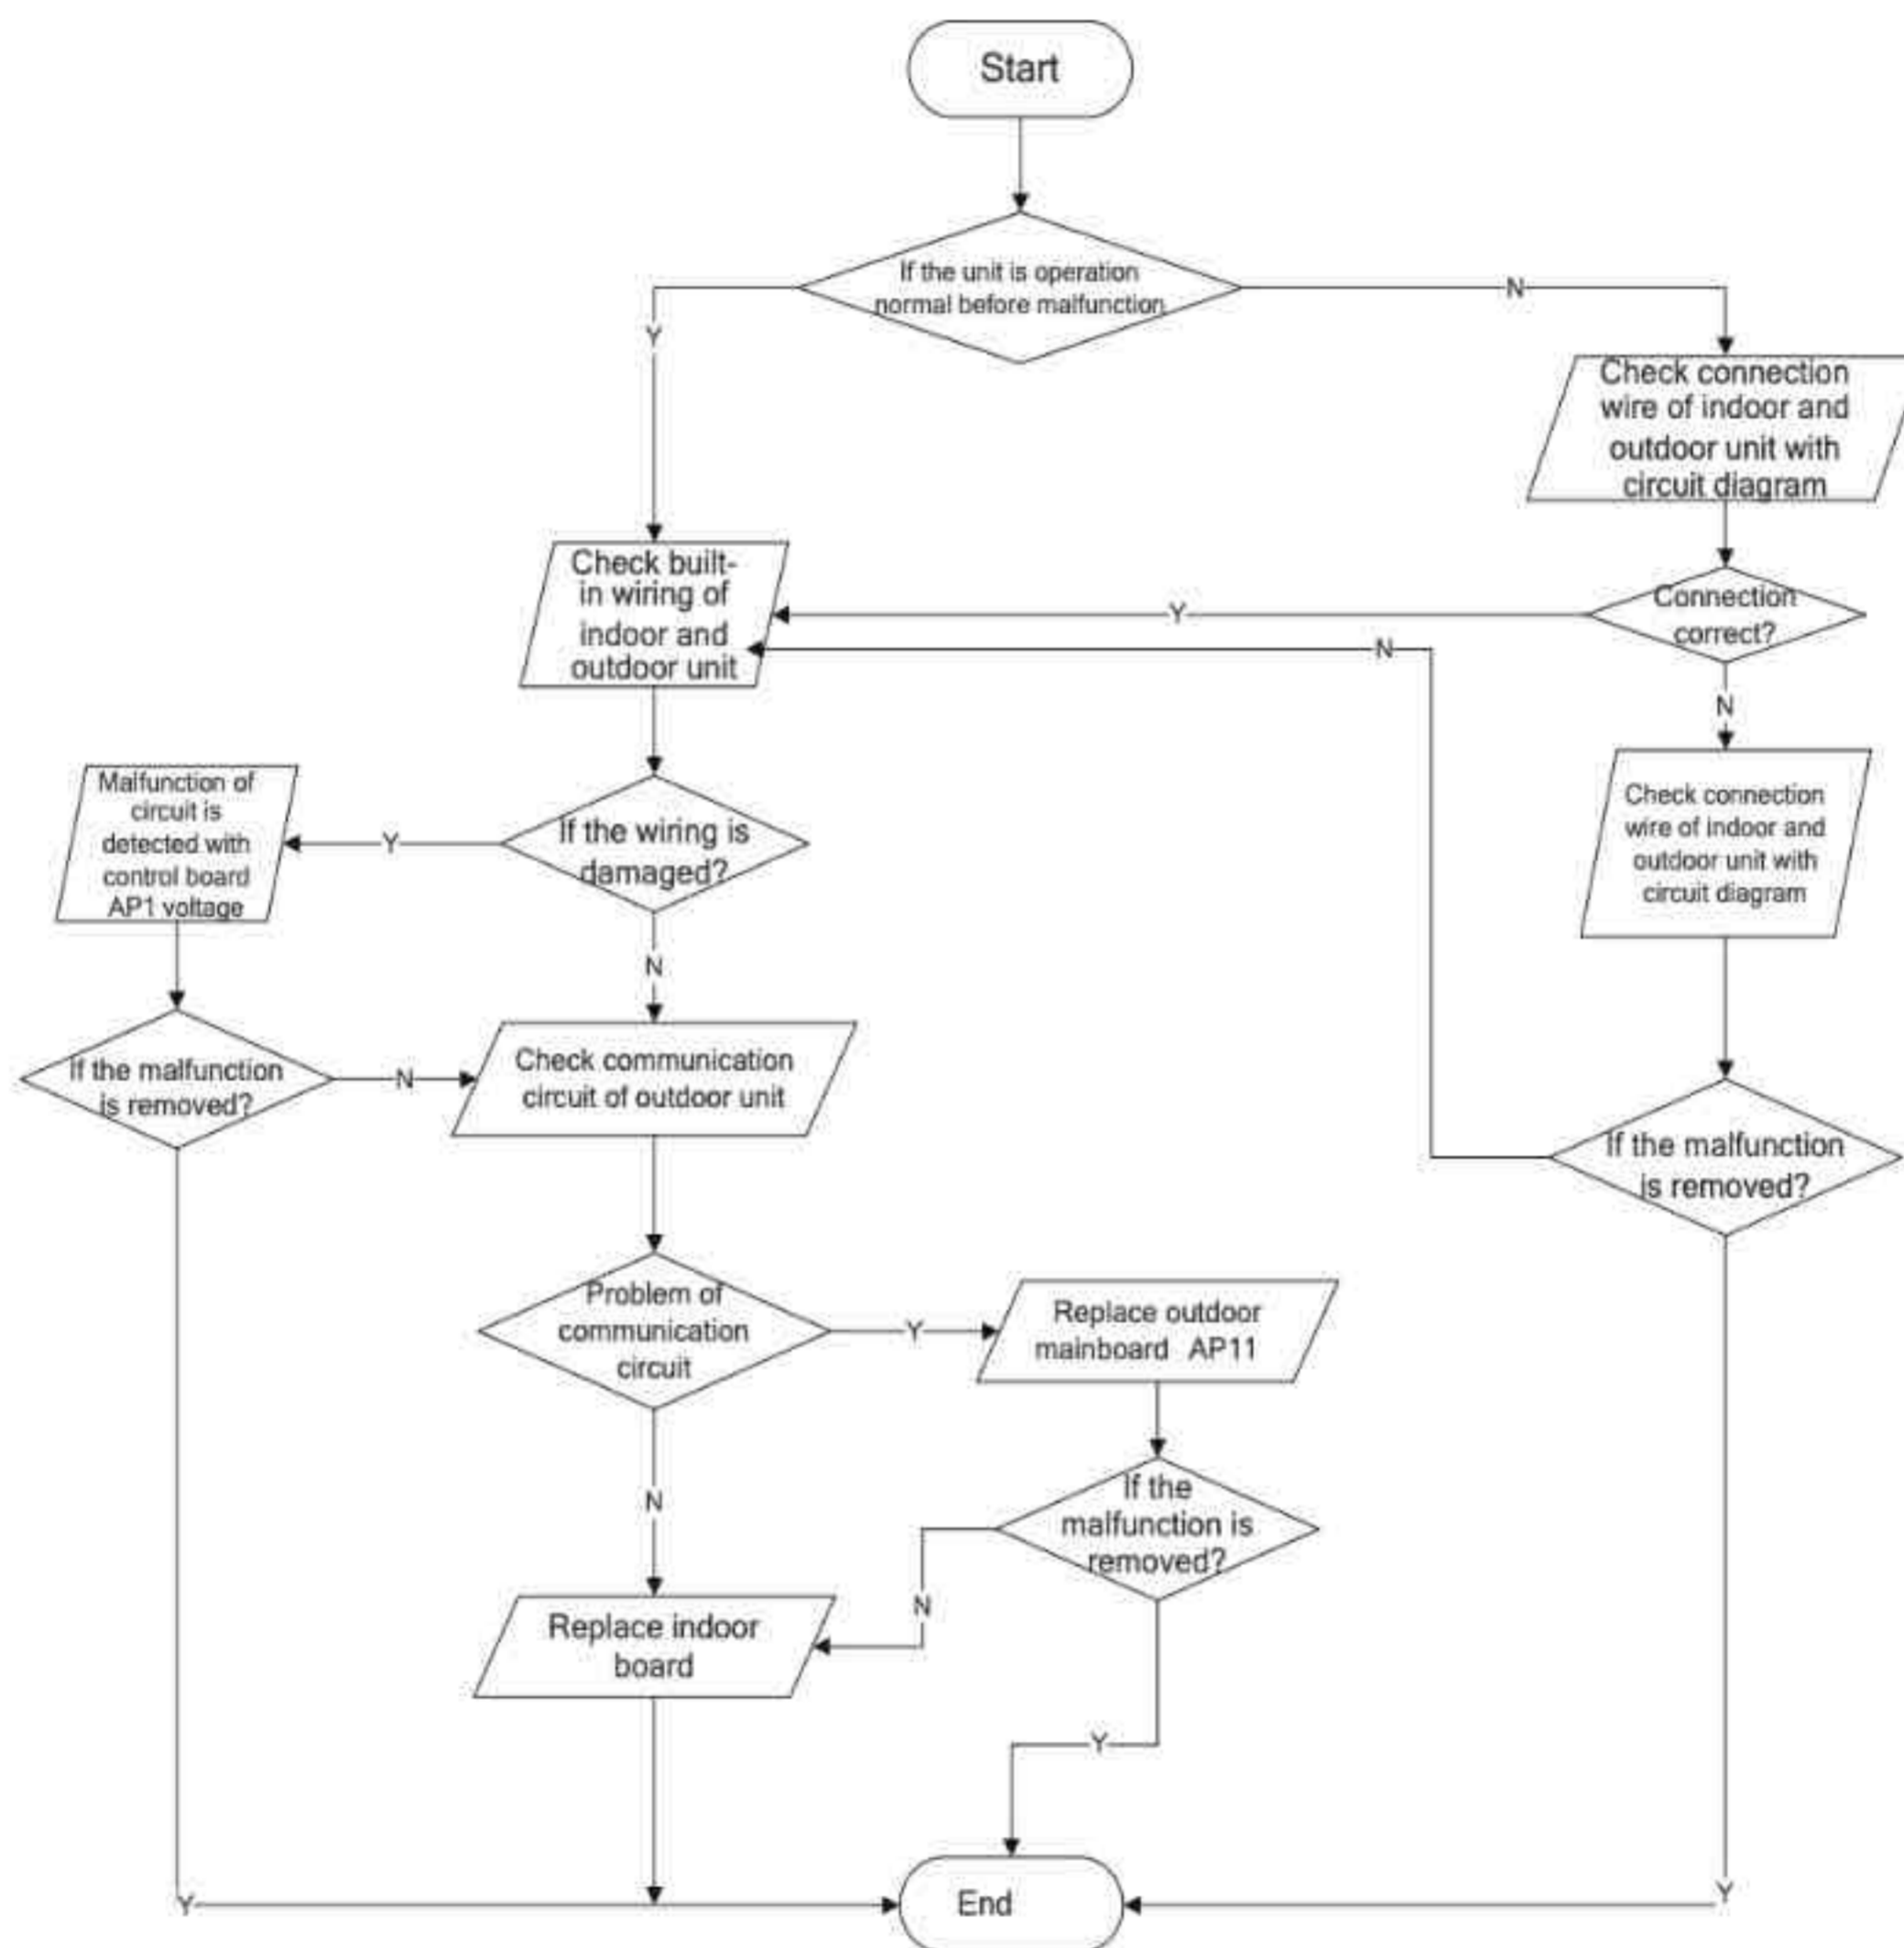 Start
If the unit is operation
normal before malfunction
N
Y
Check connection
wire of indoor and
outdoor unit with
circuit diagram
Check built-
in wiring of
indoor and
outdoor unit
Y
Connection
correct?
N
N
Malfunction of
circuit is
detected with
control board
AP1 voltage
Y
If the wiring is
damaged?
Check connection
wire of indoor and
outdoor unit with
circuit diagram
N
If the malfunction
is removed?
N
Check communication
circuit of outdoor unit
If the malfunction
is removed?
Problem of
communication
circuit
Y
Replace outdoor
mainboard AP11
N
If the
malfunction is
removed?
N
Replace indoor
board
Y
Y
End
Y